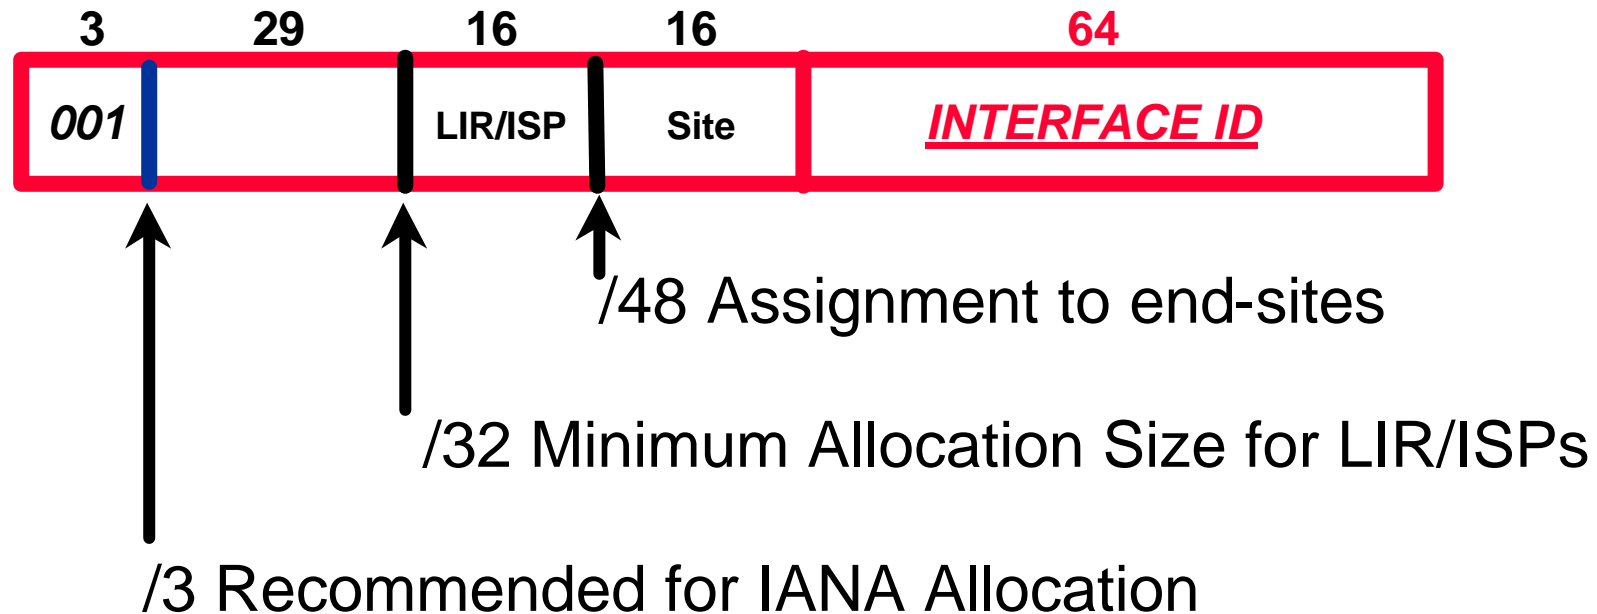 3 29 16 16 64
001 LIR/ISP Site INTERFACE ID
/48 Assignment to end-sites
/32 Minimum Allocation Size for LIR/ISPs
/3 Recommended for IANA Allocation